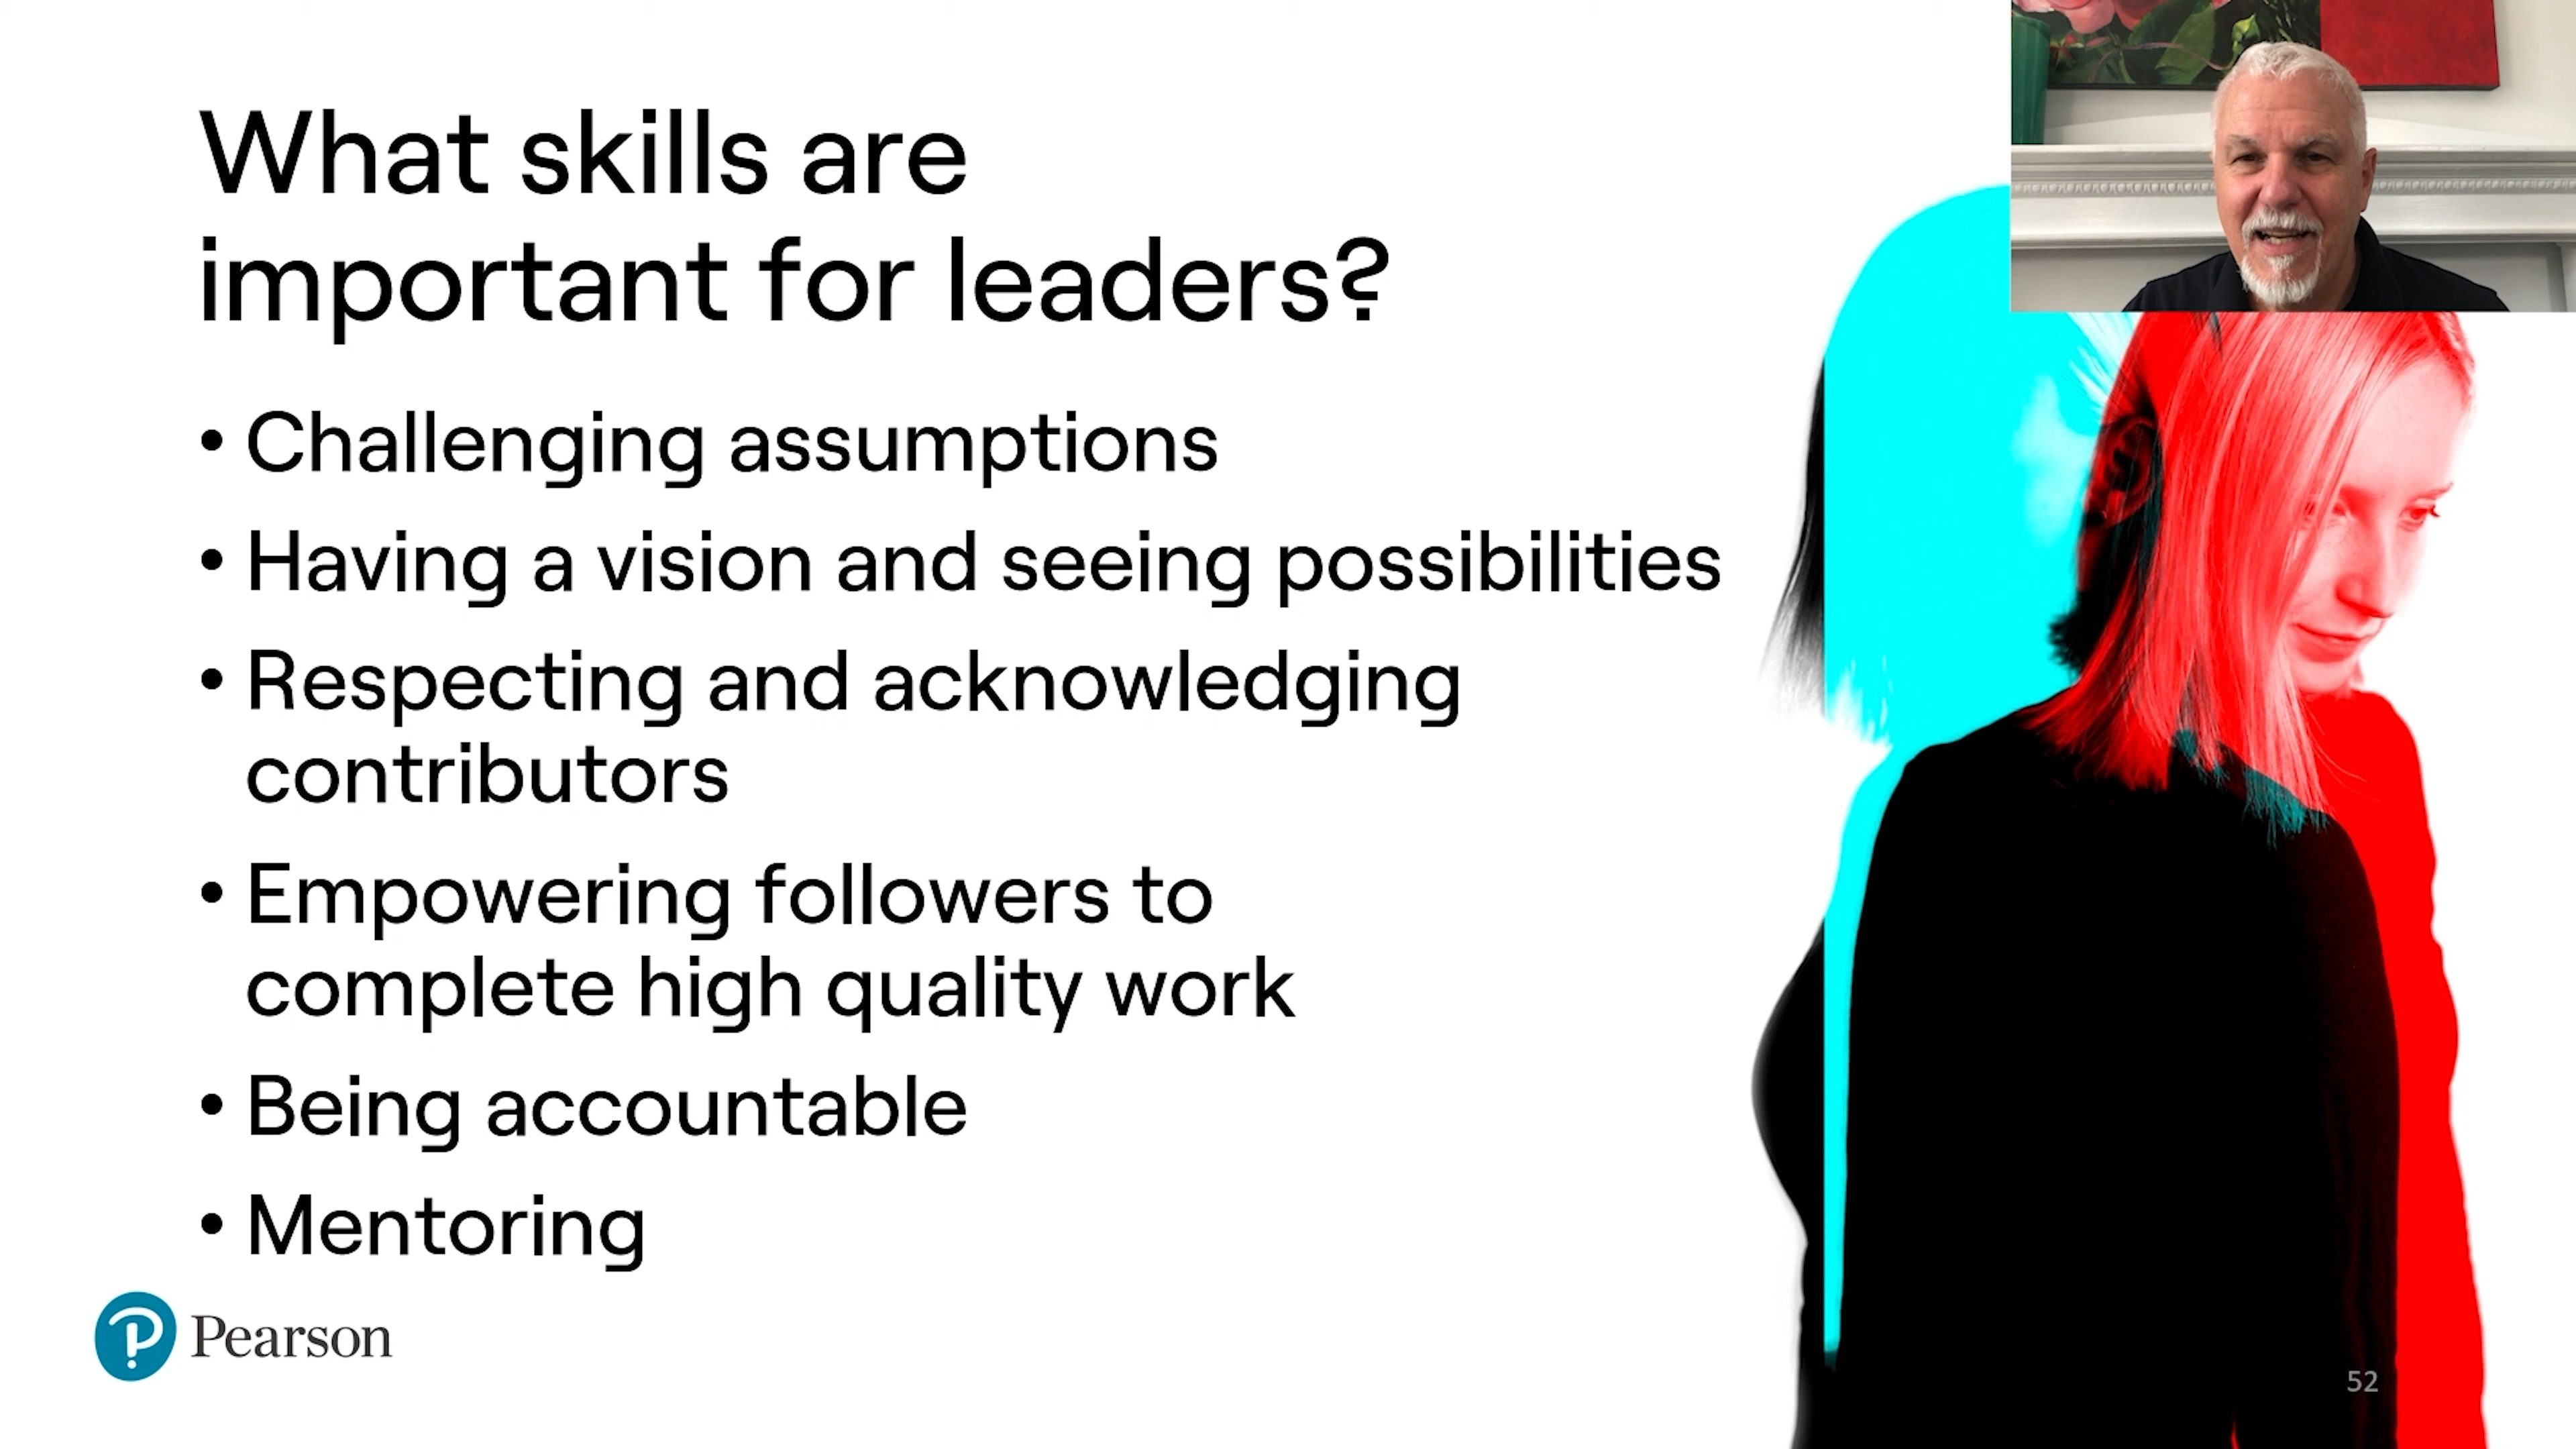 What skills are
important for leaders?
• Challenging assumptions
• Having a vision and seeing possibilities
• Respecting and acknowledging
contributors
• Empowering followers to
complete high quality work
• Being accountable
• Mentoring
Pearson
52